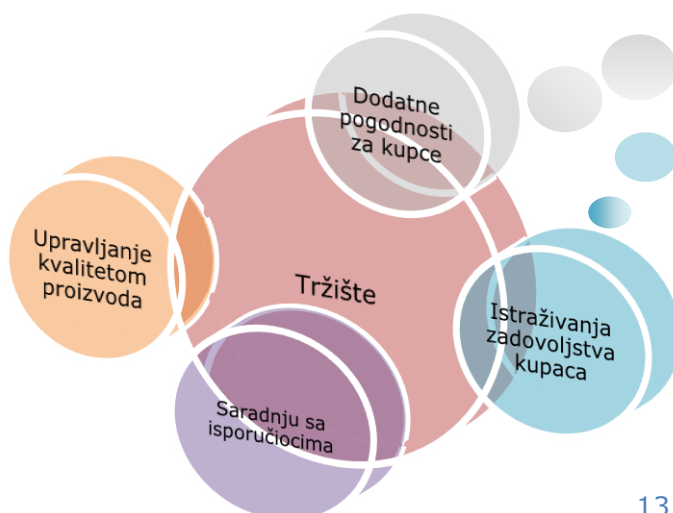 Dodatne
pogodnosti
za kupce
Upravljanje
kvalitetom
proizvoda
Tržište
Istraživanja
zadovoljstva
kupaca
Saradnju sa
isporučiocima
13